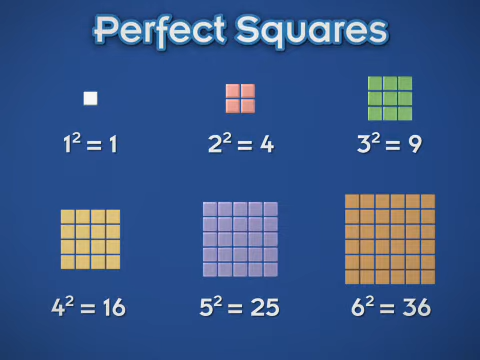 Perfect Squares
1² = 1
2² = 4
3² = 9
4² = 16
5² = 25
6² = 36